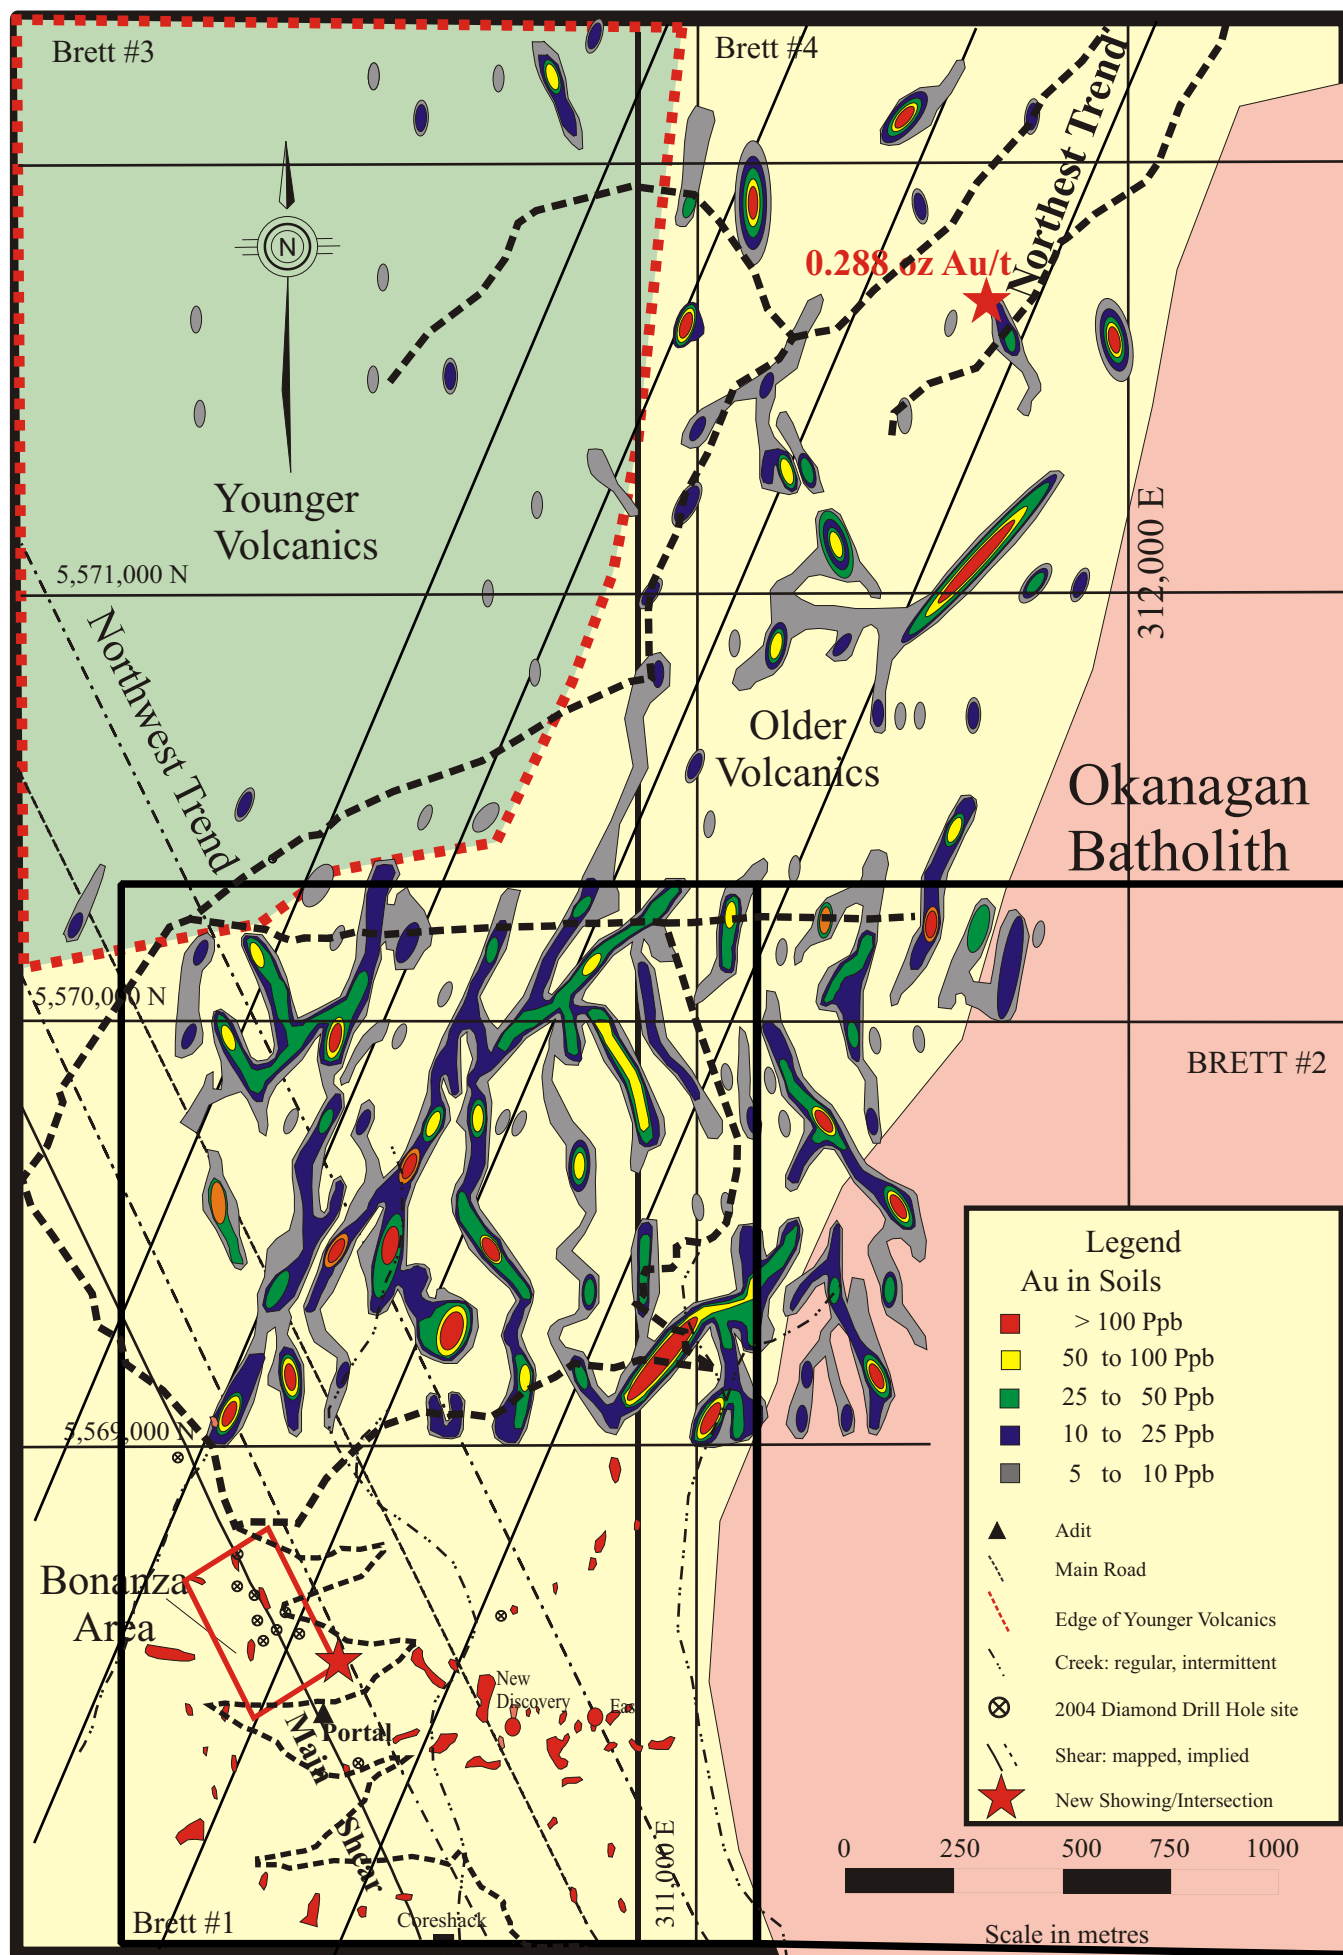 Brett #3
Brett #4
Northest Trend
N
0.288 oz Au/t
Younger
Volcanics
5,571,000 N
312,000 E
Northwest Trend
Older
Volcanics
Okanagan
Batholith
5,570,000 N
BRETT #2
Legend
Au in Soils
> 100 Ppb
50 to 100 Ppb
25 to 50 Ppb
10 to 25 Ppb
5 to 10 Ppb
Adit
Main Road
Edge of Younger Volcanics
Creek: regular, intermittent
2004 Diamond Drill Hole site
Shear: mapped, implied
New Showing/Intersection
5,569,000 N
Bonanza
Area
New
Discovery
Eas
Portal
Main
Shear
311,000 E
Brett #1
Coreshack
0 250 500 750 1000
Scale in metres